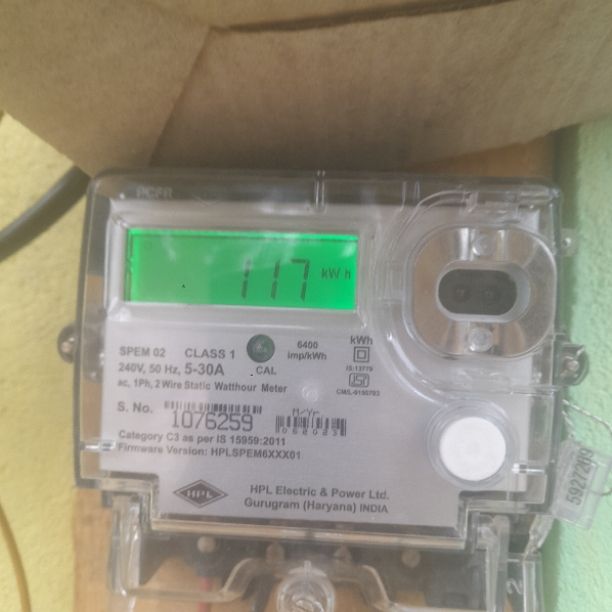 117 kWh
SPEM 02 CLASS 1 6400 kWh
240V, 50 Hz, 5-30A CAL imp/kWh
IS:13779
ac, 1Ph, 2 Wire Static Watthour Meter
S. No. 1076259 M/Yr
Category C3 as per IS 15959:2011
Firmware Version: HPLSPEM6XXX01
HPL
HPL Electric & Power Ltd.
Gurugram (Haryana) INDIA